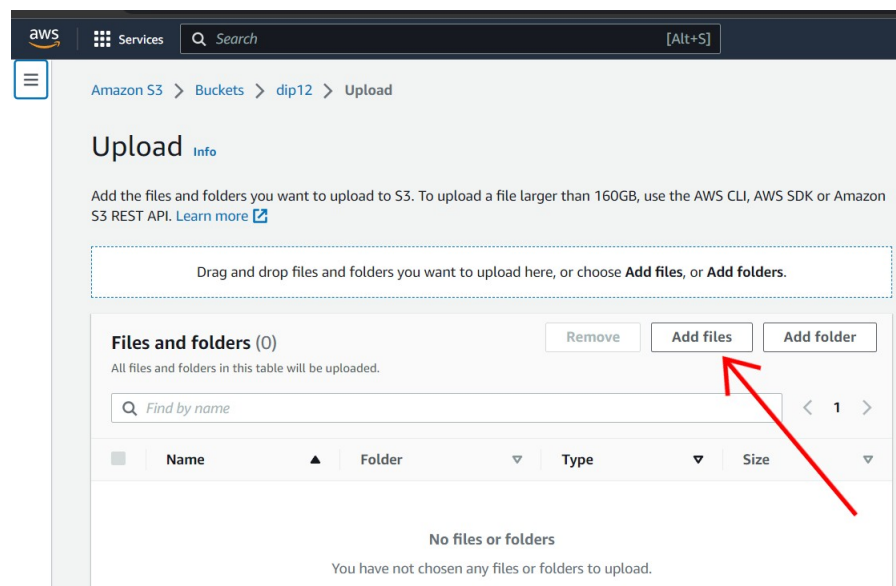 aws Services Search [Alt+S]
Amazon S3 > Buckets > dip12 > Upload
Upload Info
Add the files and folders you want to upload to S3. To upload a file larger than 160GB, use the AWS CLI, AWS SDK or Amazon
S3 REST API. Learn more
Drag and drop files and folders you want to upload here, or choose Add files, or Add folders.
Files and folders (0) Remove Add files Add folder
All files and folders in this table will be uploaded.
Find by name < 1 >
Name Folder Type Size
No files or folders
You have not chosen any files or folders to upload.